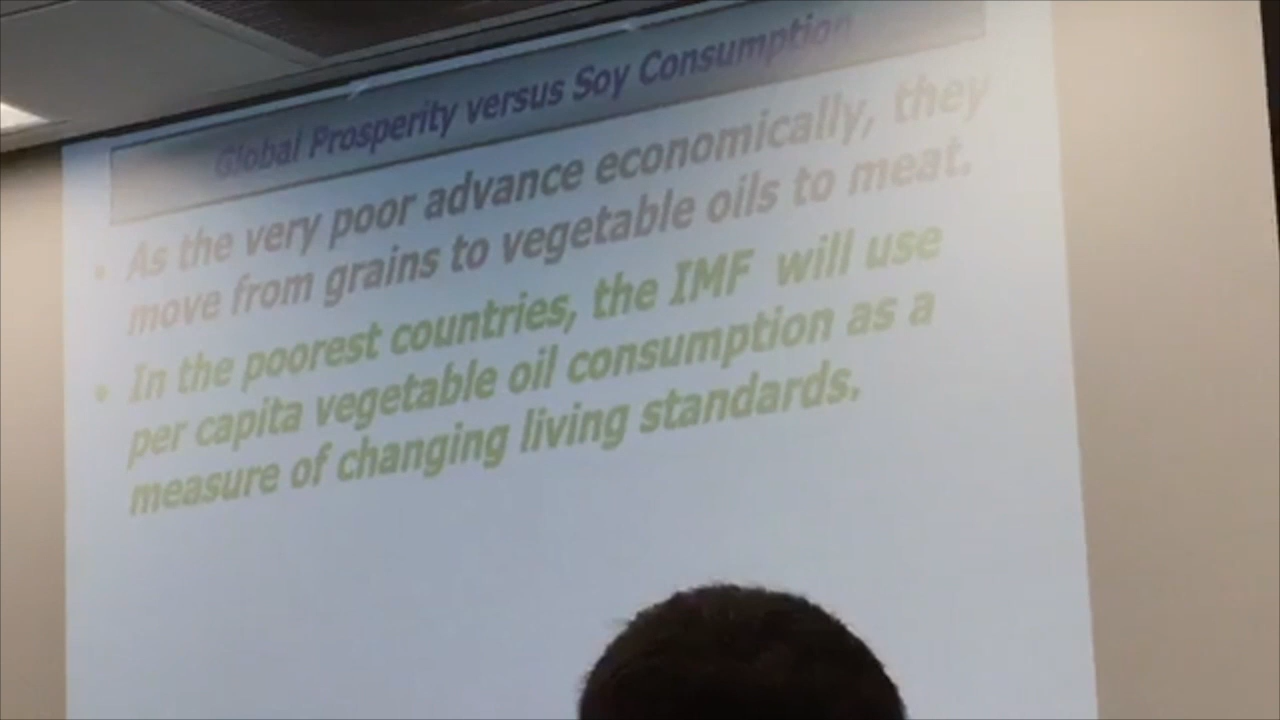 Global Prosperity versus Soy Consumption
• As the very poor advance economically, they
move from grains to vegetable oils to meat.
• In the poorest countries, the IMF will use
per capita vegetable oil consumption as a
measure of changing living standards.